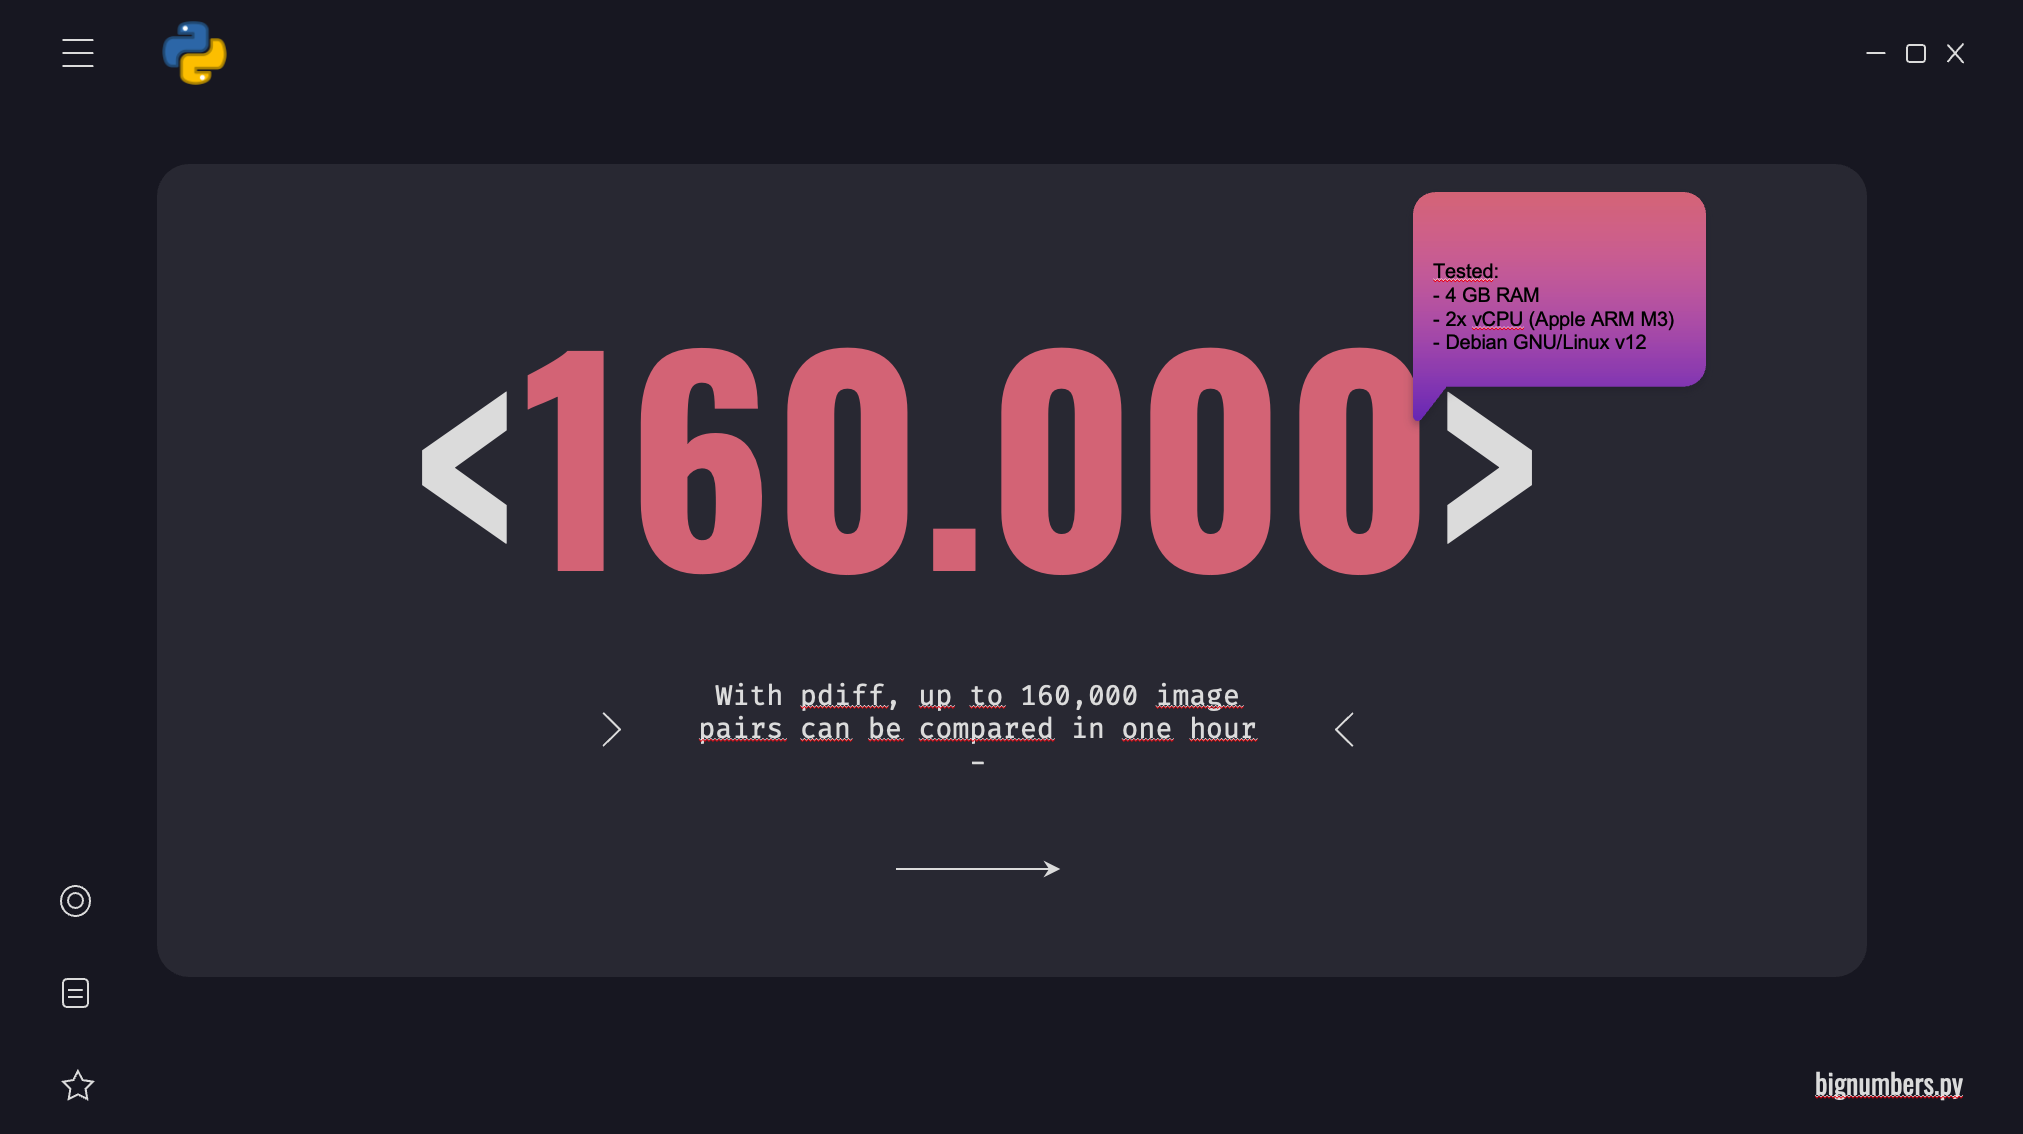 Tested:
- 4 GB RAM
- 2x vCPU (Apple ARM M3)
- Debian GNU/Linux v12
<160.000>
With pdiff, up to 160,000 image
pairs can be compared in one hour
–
bignumbers.py